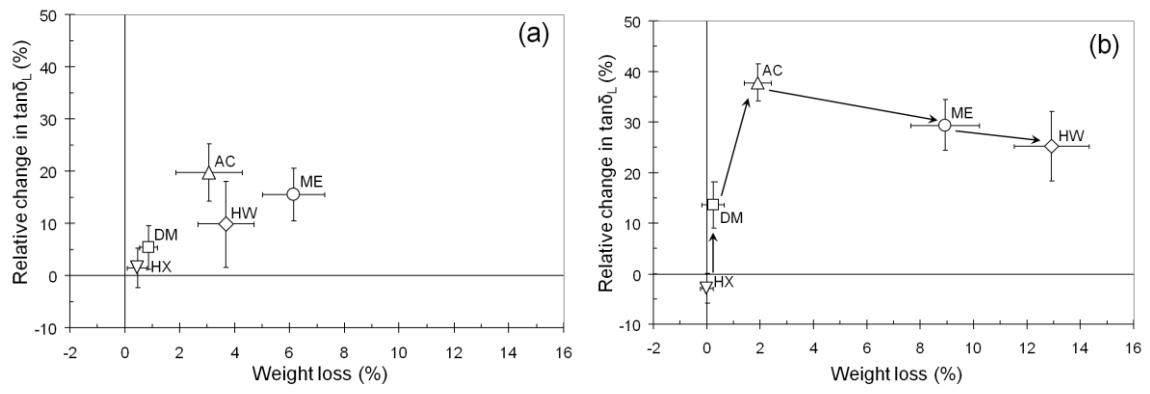 (a)
Relative change in tanδL (%)
50
40
30
20
10
0
-10
AC
ME
HW
DM
HX
-2 0 2 4 6 8 10 12 14 16
Weight loss (%)
(b)
Relative change in tanδL (%)
50
40
30
20
10
0
-10
AC
ME
HW
DM
HX
-2 0 2 4 6 8 10 12 14 16
Weight loss (%)